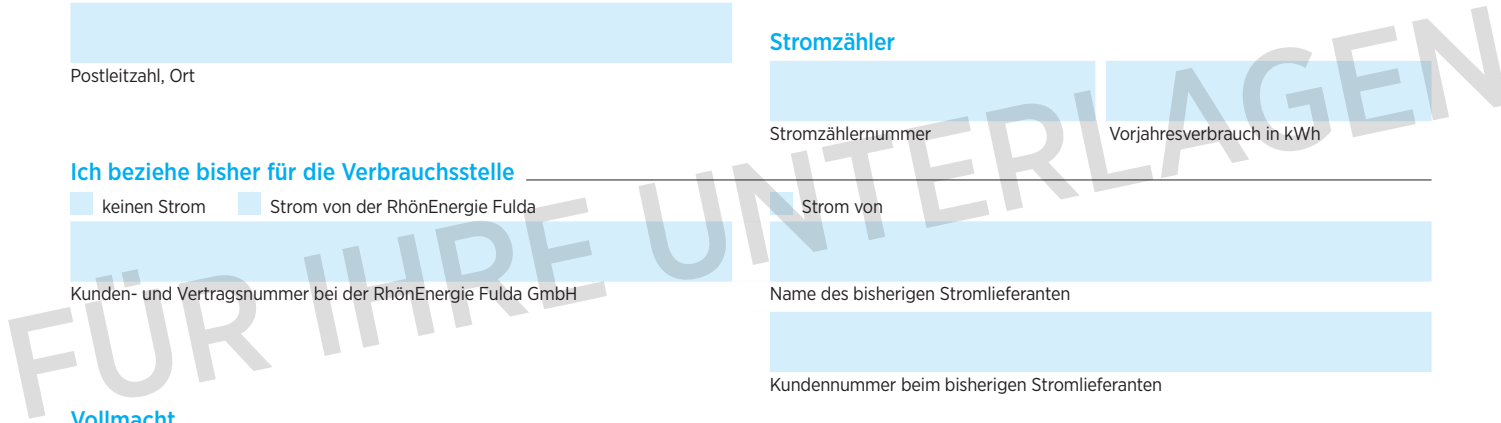 Postleitzahl, Ort
Stromzähler
Stromzählernummer
Vorjahresverbrauch in kWh
Ich beziehe bisher für die Verbrauchsstelle
keinen Strom
Strom von der RhönEnergie Fulda
Strom von
Kunden- und Vertragsnummer bei der RhönEnergie Fulda GmbH
Name des bisherigen Stromlieferanten
Kundennummer beim bisherigen Stromlieferanten
Vollmacht
FÜR IHRE UNTERLAGEN